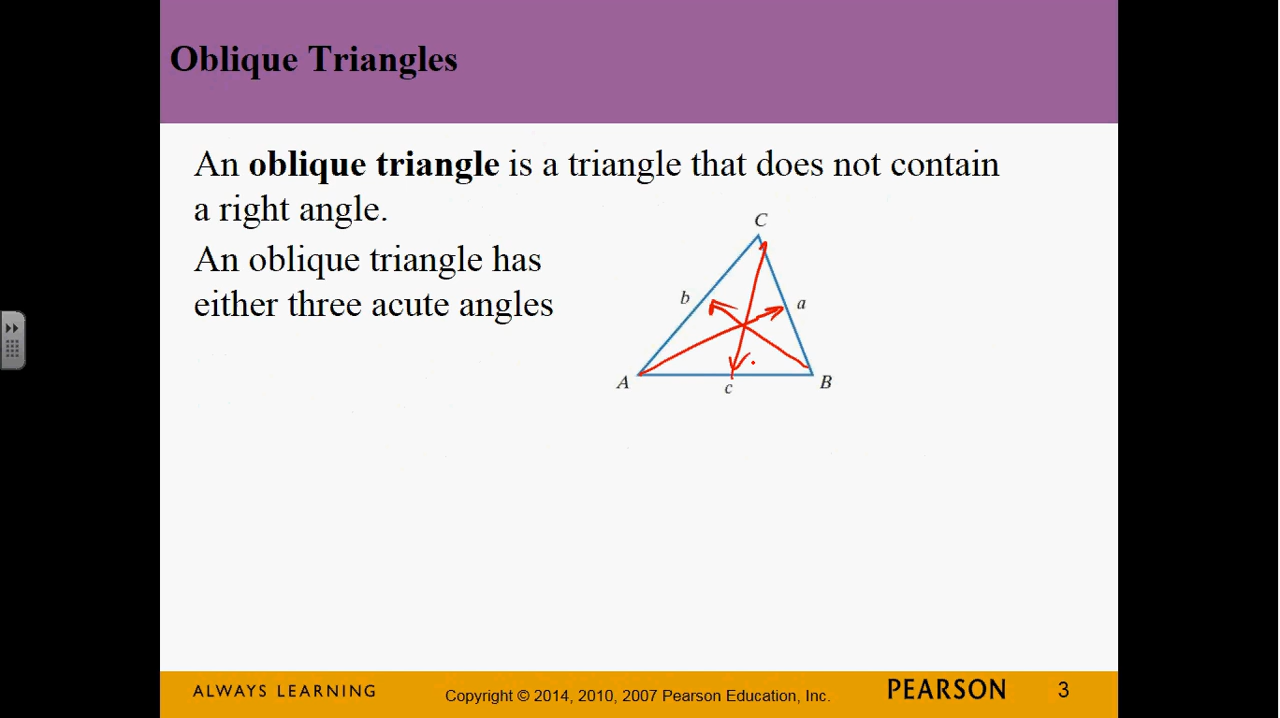 Oblique Triangles
An oblique triangle is a triangle that does not contain
a right angle.
An oblique triangle has
either three acute angles
C
b
a
A
B
c
ALWAYS LEARNING
Copyright © 2014, 2010, 2007 Pearson Education, Inc.
PEARSON
3